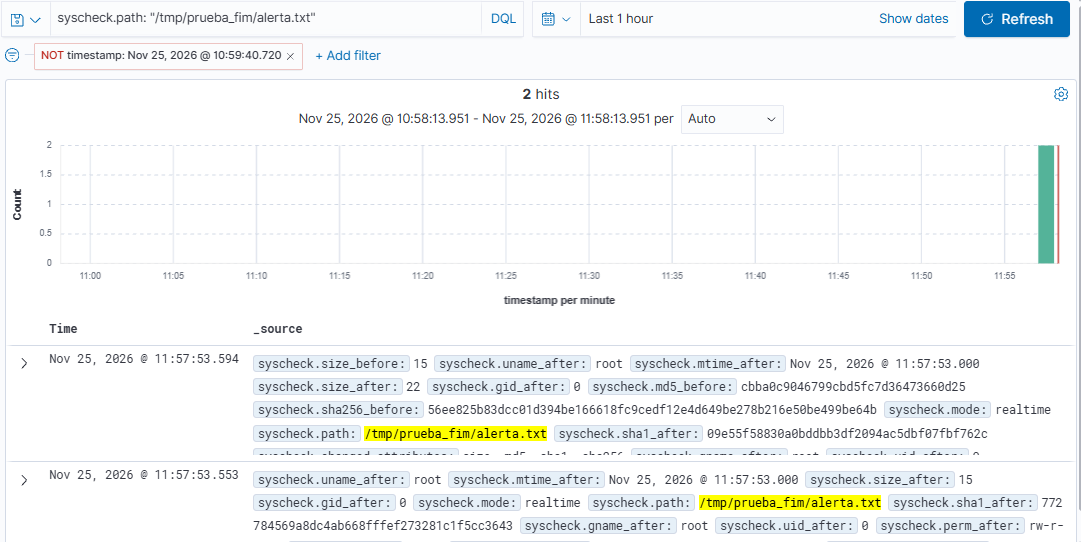 syscheck.path: "/tmp/prueba_fim/alerta.txt" DQL Last 1 hour Show dates Refresh
NOT timestamp: Nov 25, 2026 @ 10:59:40.720 × + Add filter
2 hits
Nov 25, 2026 @ 10:58:13.951 - Nov 25, 2026 @ 11:58:13.951 per Auto
2
1.5
1
0.5
0
Count
11:00 11:05 11:10 11:15 11:20 11:25 11:30 11:35 11:40 11:45 11:50 11:55
timestamp per minute
Time _source
Nov 25, 2026 @ 11:57:53.594 syscheck.size_before: 15 syscheck.uname_after: root syscheck.mtime_after: Nov 25, 2026 @ 11:57:53.000
syscheck.size_after: 22 syscheck.gid_after: 0 syscheck.md5_before: cbba0c9046799cbd5fc7d36473660d25
syscheck.sha256_before: 56ee825b83dcc01d394be166618fc9cedf12e4d649be278b216e50be499be64b syscheck.mode: realtime
syscheck.path: /tmp/prueba_fim/alerta.txt syscheck.sha1_after: 09e55f58830a0bddbb3df2094ac5dbf07fbf762c
Nov 25, 2026 @ 11:57:53.553 syscheck.uname_after: root syscheck.mtime_after: Nov 25, 2026 @ 11:57:53.000 syscheck.size_after: 15
syscheck.gid_after: 0 syscheck.mode: realtime syscheck.path: /tmp/prueba_fim/alerta.txt syscheck.sha1_after: 772
784569a8dc4ab668fffef273281c1f5cc3643 syscheck.gname_after: root syscheck.uid_after: 0 syscheck.perm_after: rw-r-